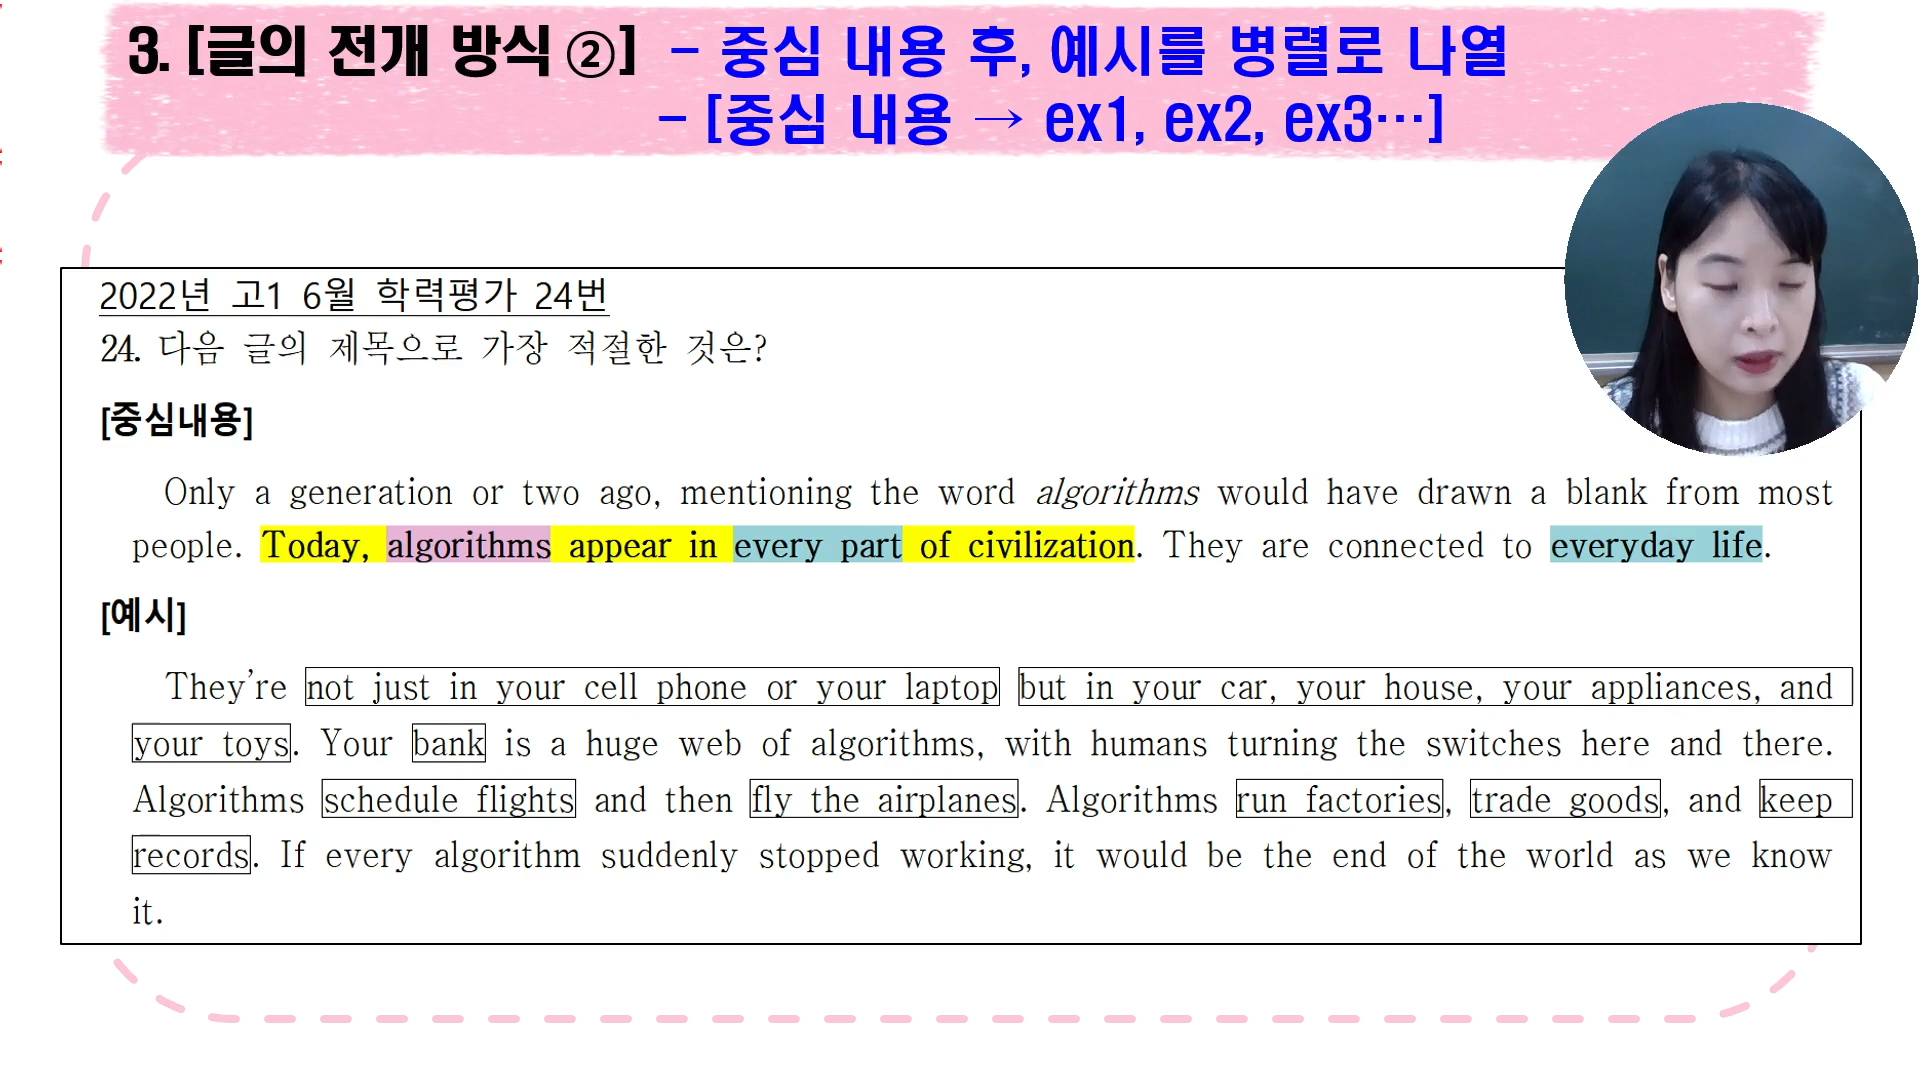 3. [글의 전개 방식 ②] - 중심 내용 후, 예시를 병렬로 나열
- [중심 내용 → ex1, ex2, ex3…]
2022년 고1 6월 학력평가 24번
24. 다음 글의 제목으로 가장 적절한 것은?
[중심내용]
Only a generation or two ago, mentioning the word algorithms would have drawn a blank from most
people. Today, algorithms appear in every part of civilization. They are connected to everyday life.
[예시]
They're not just in your cell phone or your laptop but in your car, your house, your appliances, and
your toys. Your bank is a huge web of algorithms, with humans turning the switches here and there.
Algorithms schedule flights and then fly the airplanes. Algorithms run factories, trade goods, and keep
records. If every algorithm suddenly stopped working, it would be the end of the world as we know
it.